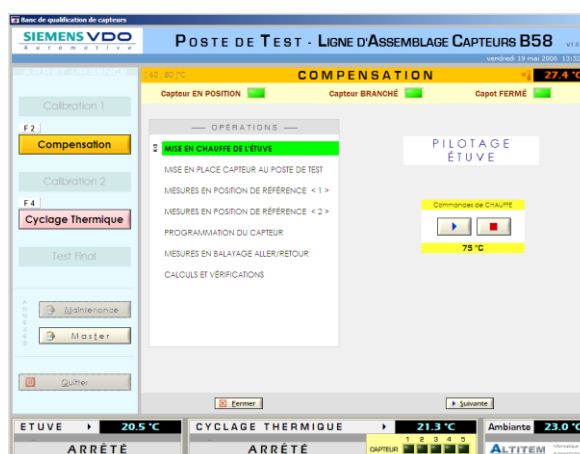 Banc de qualification de capteurs
SIEMENS VDO
Automotive
POSTE DE TEST - LIGNE D'ASSEMBLAGE CAPTEURS B58
V1.0
vendredi 19 mai 2006 13:32
COMPENSATION
27.4 °C
Calibration 1
Capteur EN POSITION
Capteur BRANCHÉ
Capot FERMÉ
F2
Compensation
OPÉRATIONS
MISE EN CHAUFFE DE L'ÉTUVE
MISE EN PLACE CAPTEUR AU POSTE DE TEST
MESURES EN POSITION DE RÉFÉRENCE < 1 >
MESURES EN POSITION DE RÉFÉRENCE < 2 >
PROGRAMMATION DU CAPTEUR
MESURES EN BALAYAGE ALLER/RETOUR
CALCULS ET VÉRIFICATIONS
PILOTAGE
ÉTUVE
Commandes de CHAUFFE
75 °C
Calibration 2
F4
Cyclage Thermique
Test Final
ANNEXES
Maintenance
Master
Quitter
Fermer
Suivante
ETUVE
20.5 °C
CYCLAGE THERMIQUE
21.3 °C
Ambiante
23.0 °C
ARRÊTÉ
ARRÊTÉ
CAPTEUR
1 2 3 4 5
ALTITEM